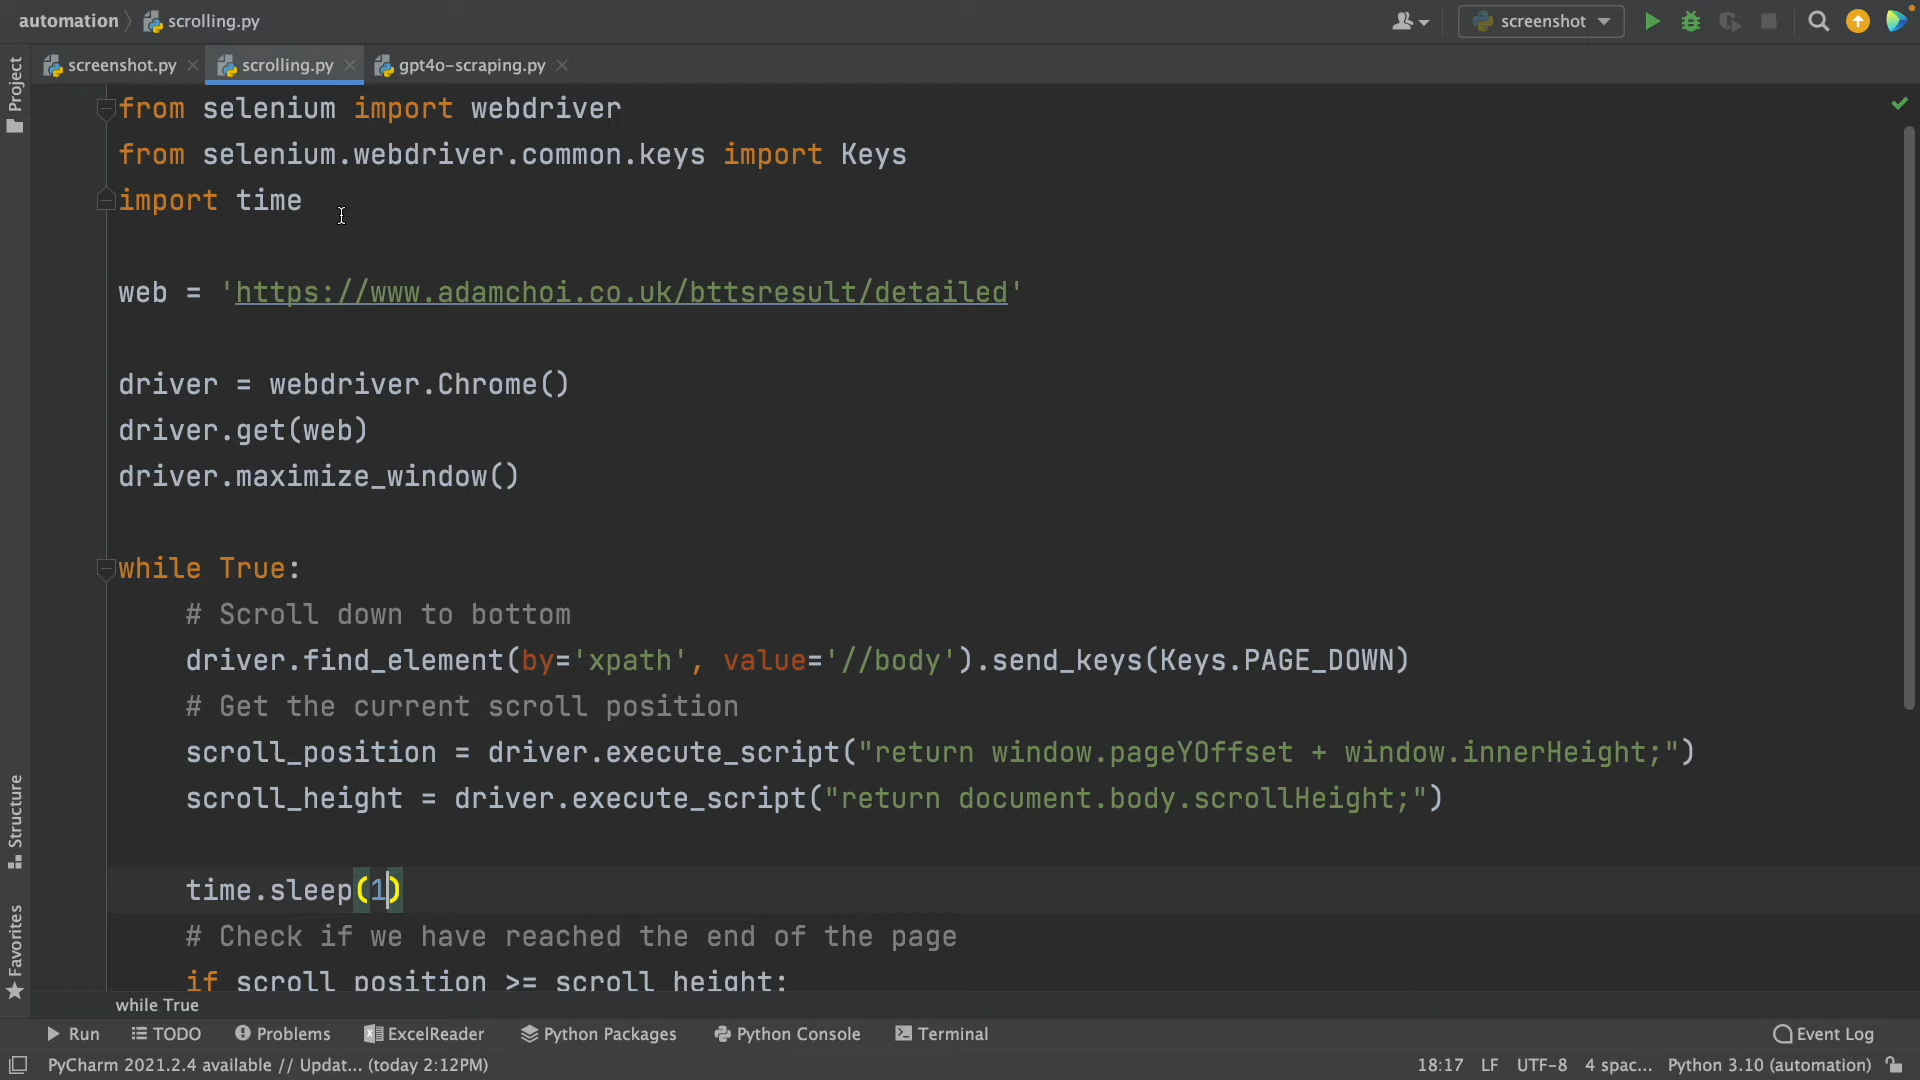 automation scrolling.py screenshot
Project
screenshot.py scrolling.py gpt4o-scraping.py
from selenium import webdriver
from selenium.webdriver.common.keys import Keys
import time
web = 'https://www.adamchoi.co.uk/bttsresult/detailed'
driver = webdriver.Chrome()
driver.get(web)
driver.maximize_window()
while True:
# Scroll down to bottom
driver.find_element(by='xpath', value='//body').send_keys(Keys.PAGE_DOWN)
# Get the current scroll position
scroll_position = driver.execute_script("return window.pageYOffset + window.innerHeight;")
scroll_height = driver.execute_script("return document.body.scrollHeight;")
Structure
time.sleep(1)
# Check if we have reached the end of the page
Favorites
if scroll_position >= scroll_height:
while True
Run TODO Problems ExcelReader Python Packages Python Console Terminal Event Log
PyCharm 2021.2.4 available // Updat... (today 2:12PM) 18:17 LF UTF-8 4 spac... Python 3.10 (automation)